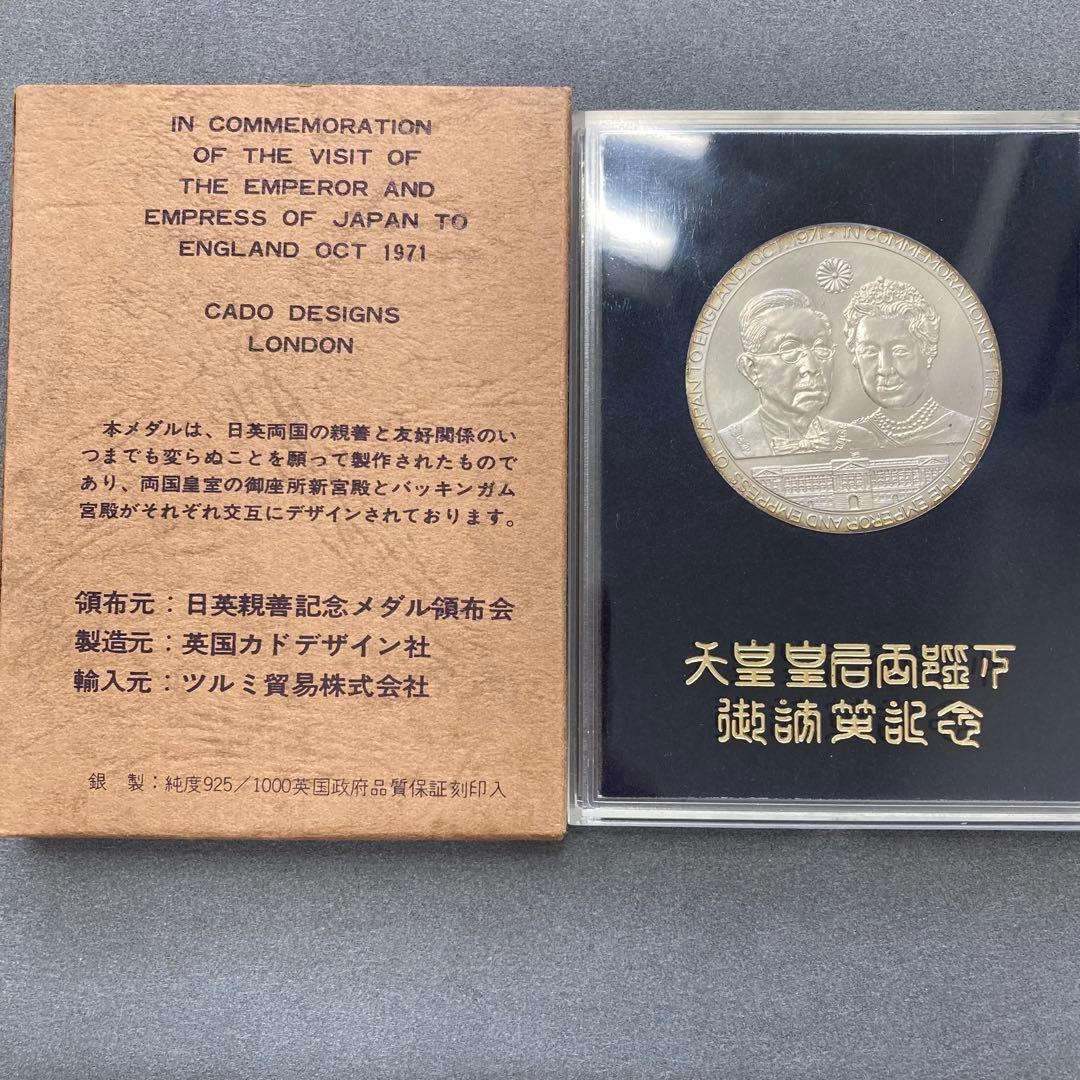 IN COMMEMORATION
OF THE VISIT OF
THE EMPEROR AND
EMPRESS OF JAPAN TO
ENGLAND OCT 1971
CADO DESIGNS
LONDON
本メダルは、日英両国の親善と友好関係のい
つまでも変らぬことを願って製作されたもので
あり、両国皇室の御座所新宮殿とバッキンガム
宮殿がそれぞれ交互にデザインされております。
領布元:日英親善記念メダル領布会
製造元:英国カドデザイン社
輸入元:ツルミ貿易株式会社
銀 製:純度925/1000英国政府品質保証刻印入
IN COMMEMORATION OF THE VISIT OF THE EMPEROR AND EMPRESS OF JAPAN TO ENGLAND. OCT. 1971 •
天皇皇后両陛下
御訪英記念